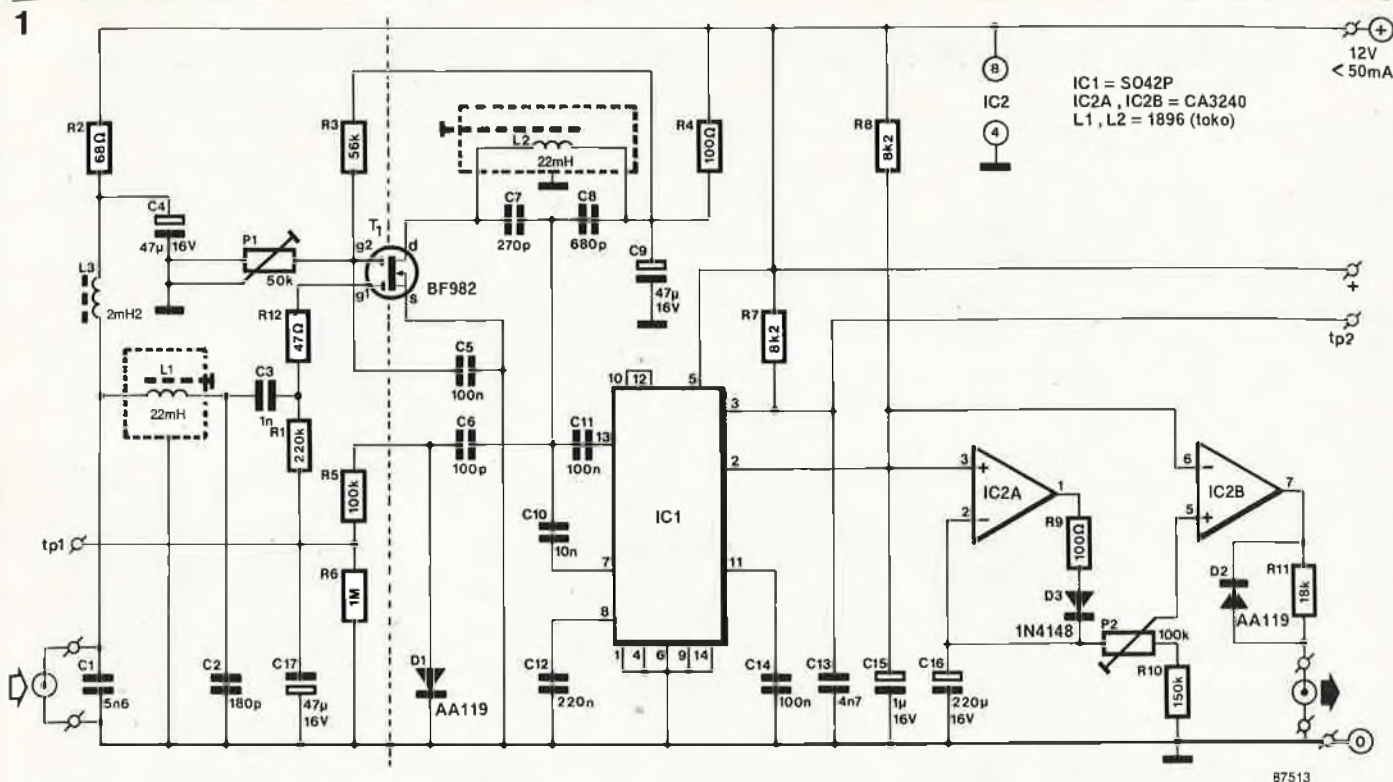 1
12V
< 50mA
IC1 = SO42P
IC2A, IC2B = CA3240
L1, L2 = 1896 (toko)
8
IC2
4
R2
68Ω
R3
56k
L2
22mH
R4
100Ω
R8
8k2
C4
47µ 16V
P1
50k
T1
g2
d
g1
s
BF982
C7
270p
C8
680p
C9
47µ
16V
L3
2mH2
R12
47Ω
R7
8k2
+
tp2
L1
22mH
C3
1n
R1
220k
C5
100n
C6
100p
C11
100n
10
12
5
13
3
2
IC1
7
11
8
1
4
6
9
14
R5
100k
C10
10n
3
+
IC2A
1
2
−
6
−
IC2B
7
5
+
R9
100Ω
D3
1N4148
P2
100k
D2
AA119
R11
18k
tp1
R6
1M
R10
150k
C1
5n6
C2
180p
C17
47µ
16V
D1
AA119
C12
220n
C14
100n
C13
4n7
C15
1µ
16V
C16
220µ
16V
+
0
87513